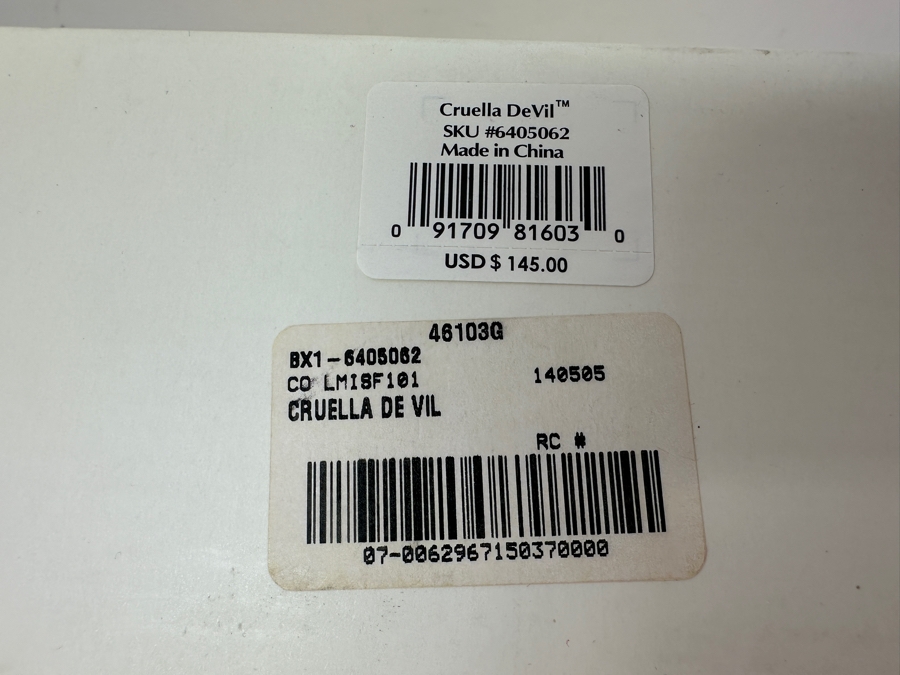 Cruella DeVil™
SKU #6405062
Made in China
0 91709 81603 0
USD $ 145.00
46103G
BX1-6405062
CO LMISF101 140505
CRUELLA DE VIL
RC #
07-0062967150370000